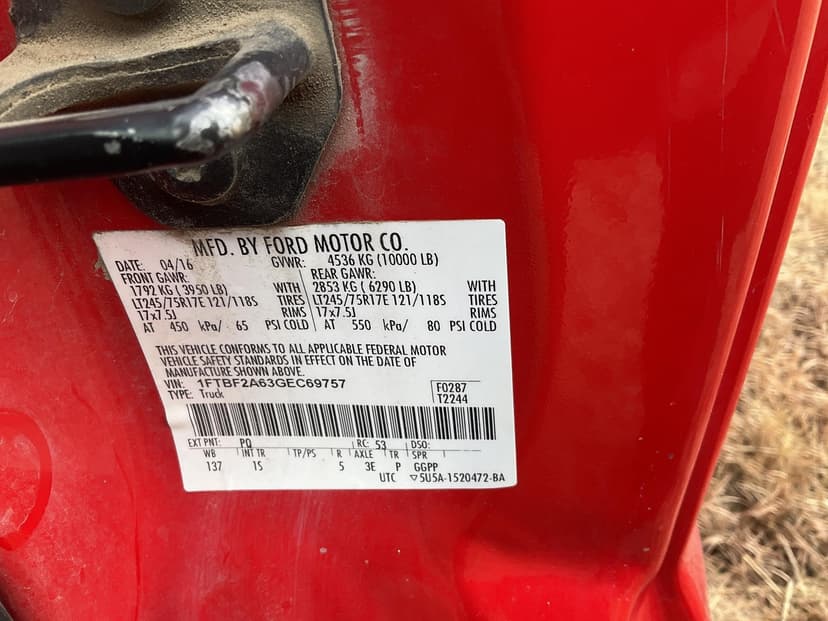 MFD. BY FORD MOTOR CO.
DATE: 04/16 GVWR: 4536 KG (10000 LB)
FRONT GAWR: REAR GAWR:
1792 KG ( 3950 LB) WITH 2853 KG ( 6290 LB) WITH
LT245/75R17E 121/118S TIRES LT245/75R17E 121/118S TIRES
17x7.5J RIMS 17x7.5J RIMS
AT 450 kPa/ 65 PSI COLD AT 550 kPa/ 80 PSI COLD
THIS VEHICLE CONFORMS TO ALL APPLICABLE FEDERAL MOTOR
VEHICLE SAFETY STANDARDS IN EFFECT ON THE DATE OF
MANUFACTURE SHOWN ABOVE.
VIN: 1FTBF2A63GEC69757 F0287
TYPE: Truck T2244
EXT PNT: PQ RC: 53 DSO:
WB INT TR TP/PS R AXLE TR SPR
137 1S 5 3E P GGPP
UTC ▽5U5A-1520472-BA